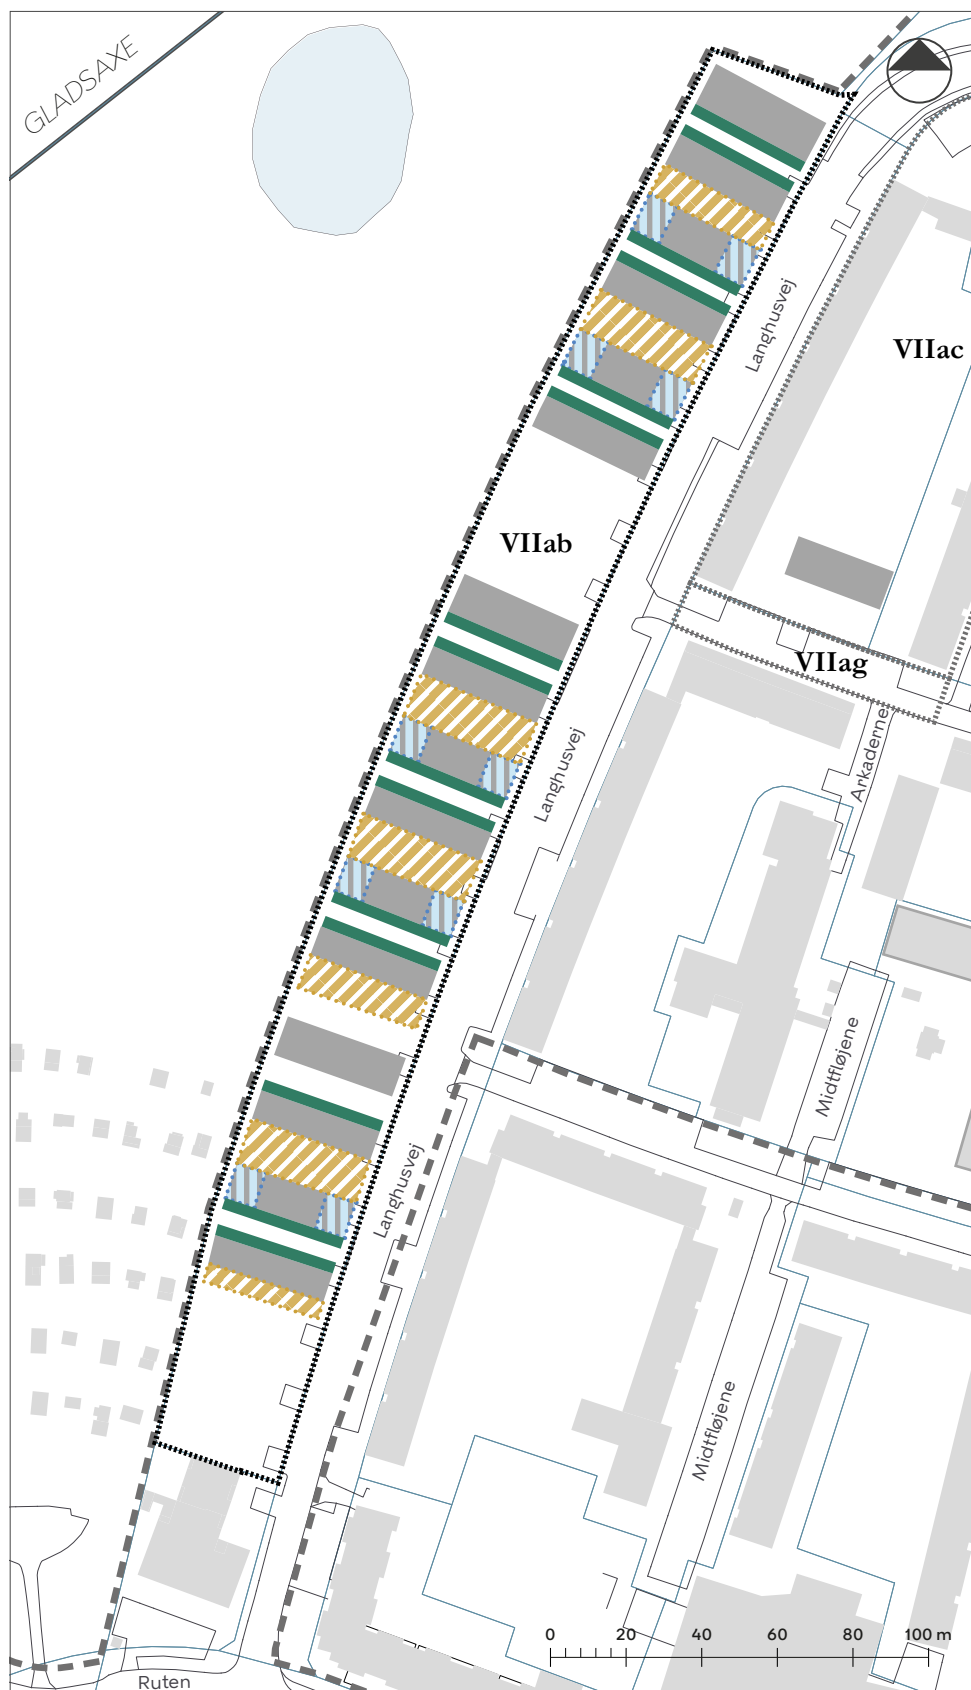 GLADSAXE
Langhusvej
VIIac
VIIab
VIIag
Arkaderne
Langhusvej
Midtfløjene
Langhusvej
Midtfløjene
0 20 40 60 80 100 m
Ruten